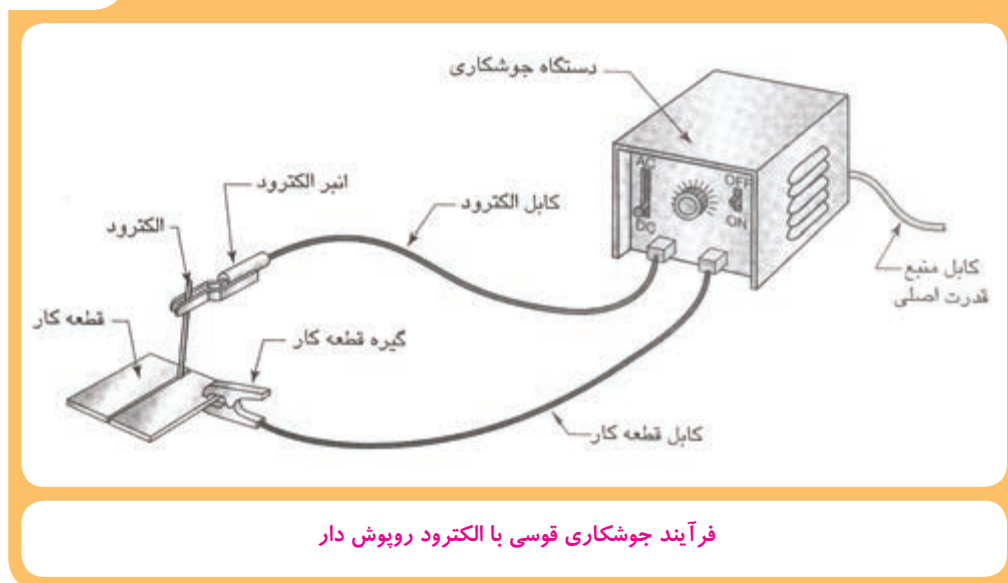 دستگاه جوشکاری
AC
DC
OFF
ON
انبر الکترود
کابل الکترود
الکترود
کابل منبع
قدرت اصلی
قطعه کار
گیره قطعه کار
کابل قطعه کار
فرآیند جوشکاری قوسی با الکترود روپوش دار